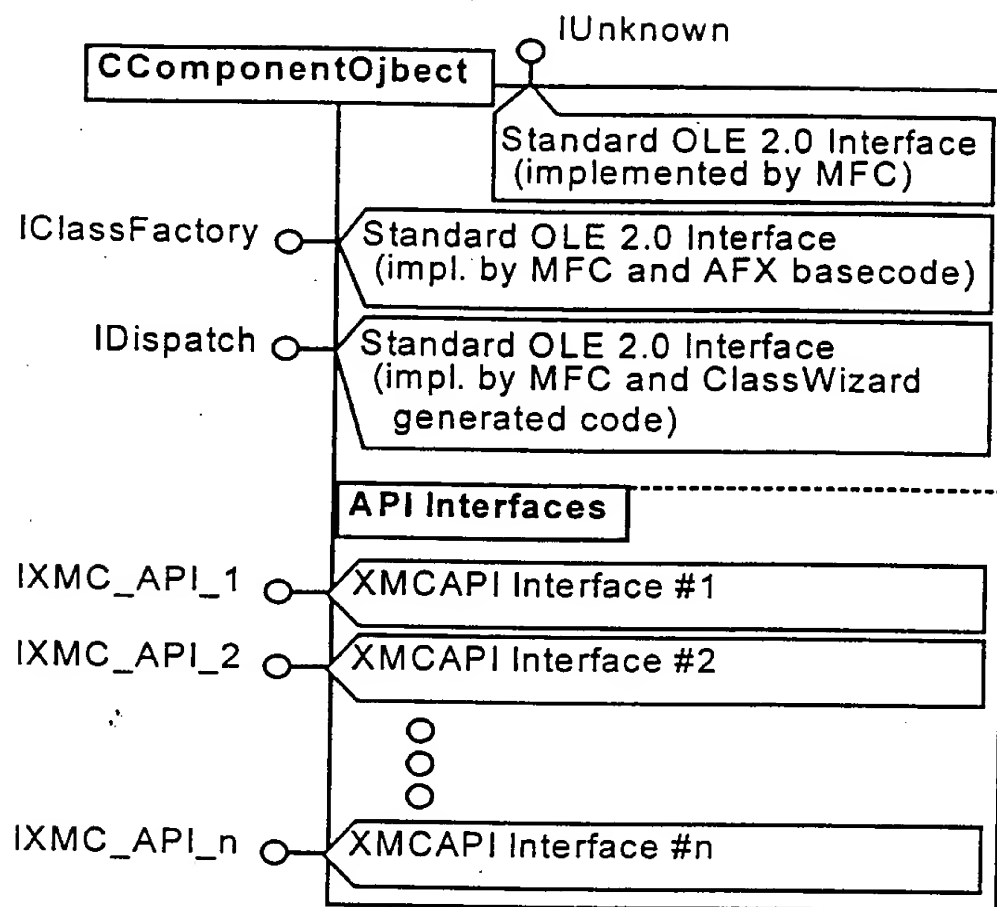 IUnknown
CComponentOjbect
Standard OLE 2.0 Interface
(implemented by MFC)
IClassFactory
Standard OLE 2.0 Interface
(impl. by MFC and AFX basecode)
IDispatch
Standard OLE 2.0 Interface
(impl. by MFC and ClassWizard
generated code)
API Interfaces
IXMC_API_1
XMCAPI Interface #1
IXMC_API_2
XMCAPI Interface #2
IXMC_API_n
XMCAPI Interface #n